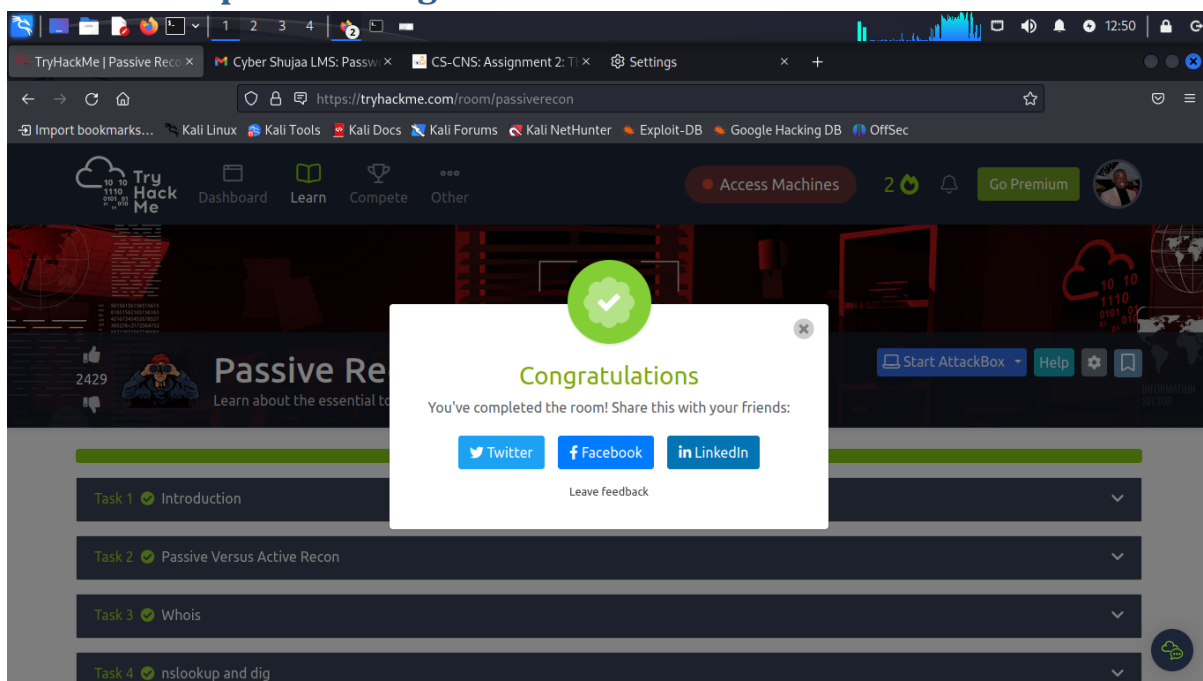 1 2 3 4
2
12:50
TryHackMe | Passive Reco
Cyber Shujaa LMS: Passw
CS-CNS: Assignment 2: Th
Settings
https://tryhackme.com/room/passiverecon
Import bookmarks...
Kali Linux
Kali Tools
Kali Docs
Kali Forums
Kali NetHunter
Exploit-DB
Google Hacking DB
OffSec
Try
Hack
Me
Dashboard
Learn
Compete
Other
Access Machines
2
Go Premium
2429
Passive Re
Learn about the essential to
Start AttackBox
Help
INFORMATION
SECTOR
Congratulations
You've completed the room! Share this with your friends:
Twitter
Facebook
LinkedIn
Leave feedback
Task 1 Introduction
Task 2 Passive Versus Active Recon
Task 3 Whois
Task 4 nslookup and dig